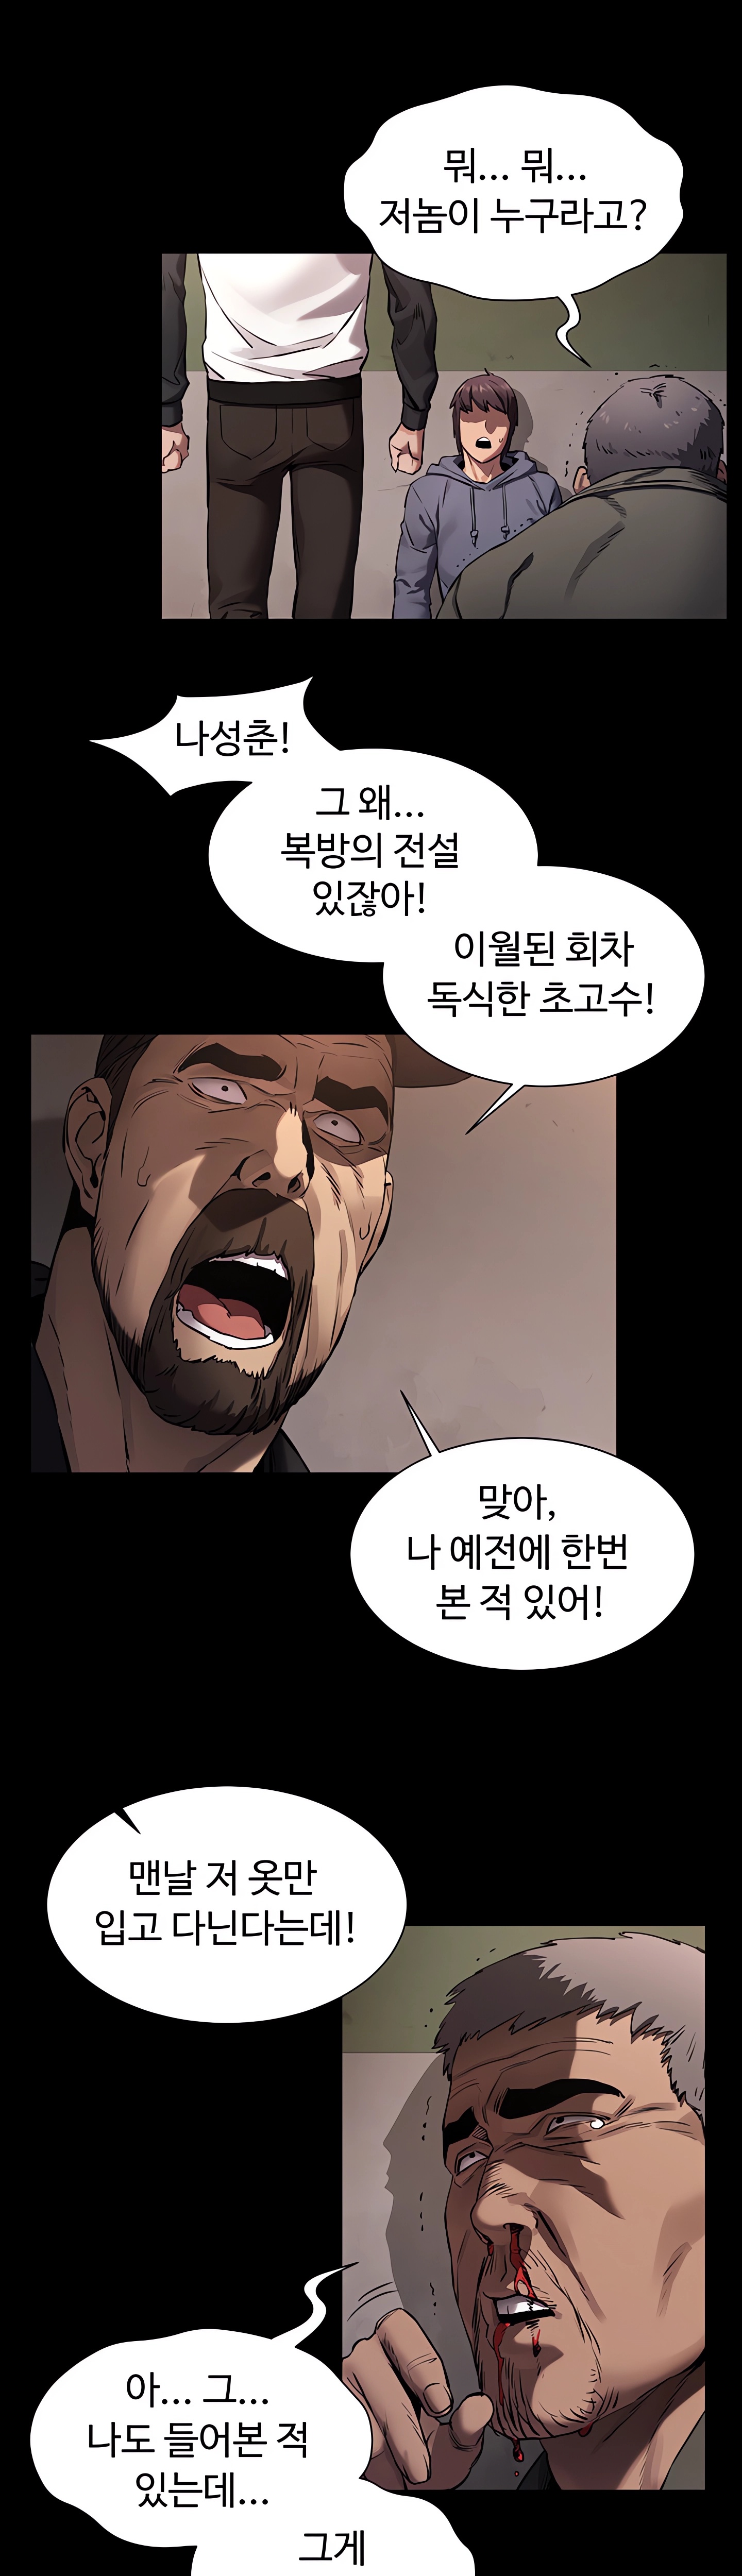 뭐... 뭐...
저놈이 누구라고?
나성춘!
그 왜...
복방의 전설
있잖아!
이월된 회차
독식한 초고수!
맞아,
나 예전에 한번
본 적 있어!
맨날 저 옷만
입고 다닌다는데!
아... 그...
나도 들어본 적
있는데...
그게